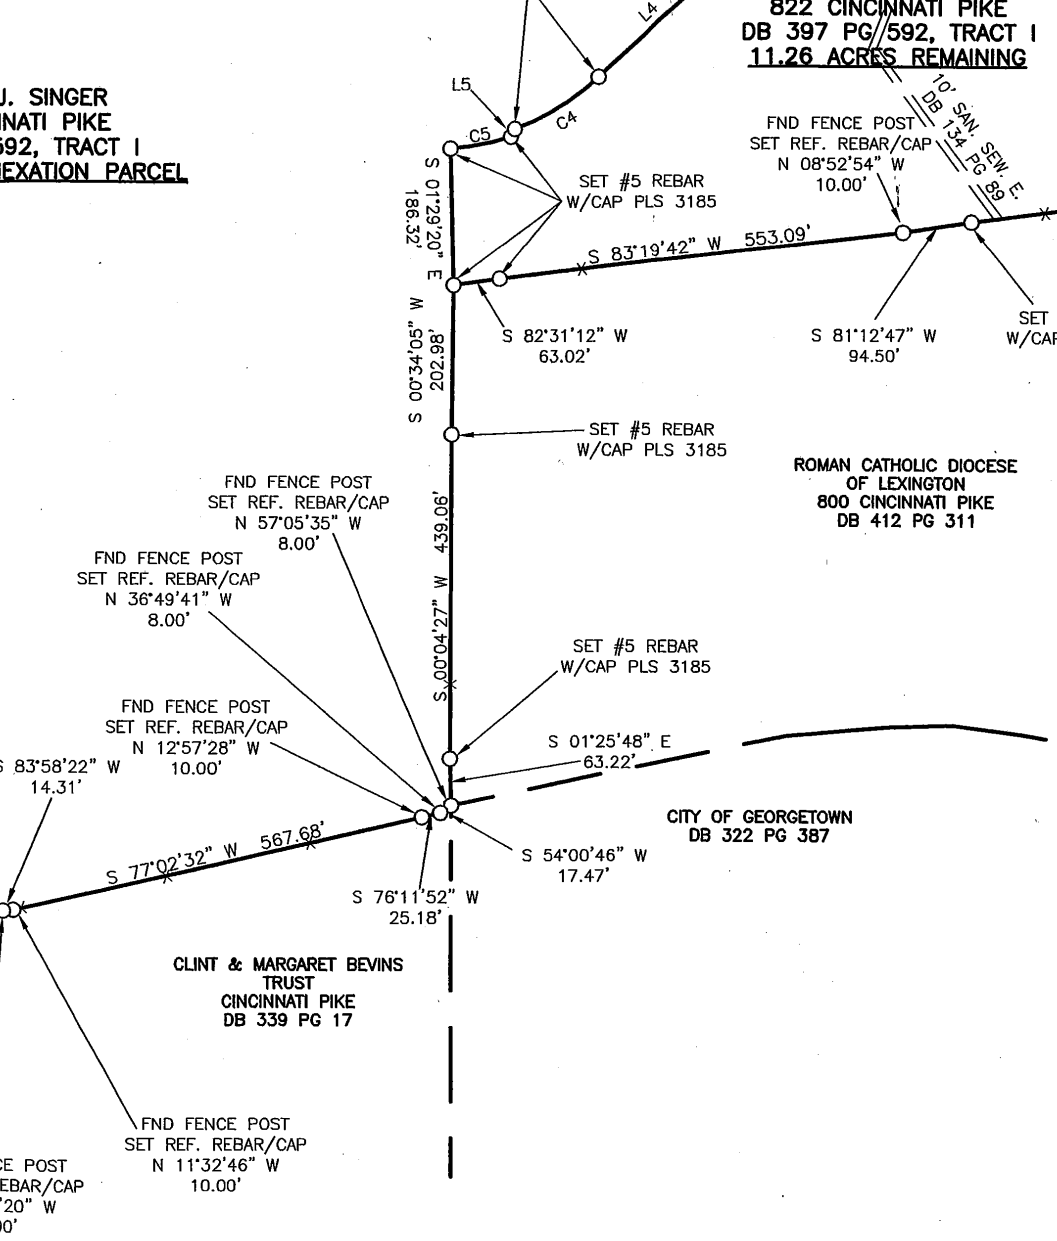 L4
822 CINCINNATI PIKE
DB 397 PG 592, TRACT I
11.26 ACRES REMAINING
J. SINGER
NATI PIKE
592, TRACT I
EXATION PARCEL
L5
C5
C4
10' SAN. SEW. E.
DB 134 PG 89
FND FENCE POST
SET REF. REBAR/CAP
N 08°52'54" W
10.00'
SET #5 REBAR
W/CAP PLS 3185
S 01°29'20" E
186.32'
S 83°19'42" W 553.09'
S 82°31'12" W
63.02'
S 81°12'47" W
94.50'
SET
W/CAP
S 00°34'05" W
202.98'
SET #5 REBAR
W/CAP PLS 3185
ROMAN CATHOLIC DIOCESE
OF LEXINGTON
800 CINCINNATI PIKE
DB 412 PG 311
FND FENCE POST
SET REF. REBAR/CAP
N 57°05'35" W
8.00'
S 00°04'27" W 439.06'
FND FENCE POST
SET REF. REBAR/CAP
N 36°49'41" W
8.00'
SET #5 REBAR
W/CAP PLS 3185
FND FENCE POST
SET REF. REBAR/CAP
N 12°57'28" W
10.00'
S 01°25'48" E
63.22'
S 83°58'22" W
14.31'
CITY OF GEORGETOWN
DB 322 PG 387
S 77°02'32" W 567.68'
S 54°00'46" W
17.47'
S 76°11'52" W
25.18'
CLINT & MARGARET BEVINS
TRUST
CINCINNATI PIKE
DB 339 PG 17
FND FENCE POST
SET REF. REBAR/CAP
N 11°32'46" W
10.00'
CE POST
EBAR/CAP
'20" W
00'